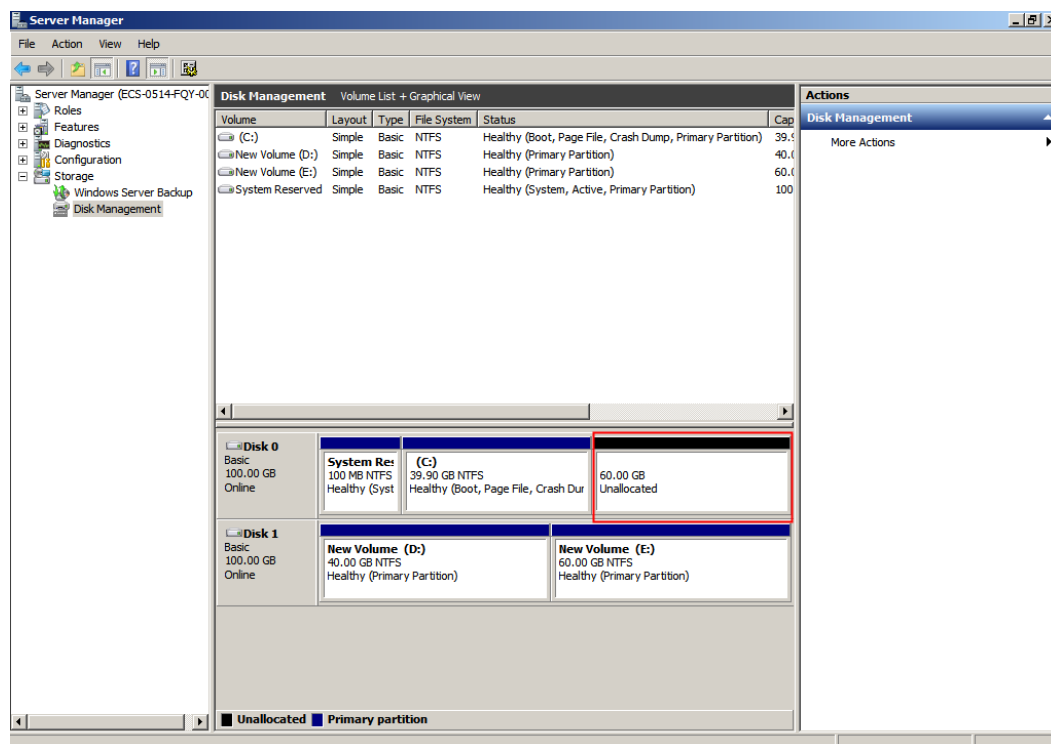 Server Manager
File Action View Help
Server Manager (ECS-0514-FQY-00
Roles
Features
Diagnostics
Configuration
Storage
Windows Server Backup
Disk Management
Disk Management Volume List + Graphical View
Volume Layout Type File System Status Cap
(C:) Simple Basic NTFS Healthy (Boot, Page File, Crash Dump, Primary Partition) 39.9
New Volume (D:) Simple Basic NTFS Healthy (Primary Partition) 40.0
New Volume (E:) Simple Basic NTFS Healthy (Primary Partition) 60.0
System Reserved Simple Basic NTFS Healthy (System, Active, Primary Partition) 100
Disk 0
Basic
100.00 GB
Online
System Res
100 MB NTFS
Healthy (Syst
(C:)
39.90 GB NTFS
Healthy (Boot, Page File, Crash Dur
60.00 GB
Unallocated
Disk 1
Basic
100.00 GB
Online
New Volume (D:)
40.00 GB NTFS
Healthy (Primary Partition)
New Volume (E:)
60.00 GB NTFS
Healthy (Primary Partition)
Unallocated Primary partition
Actions
Disk Management
More Actions